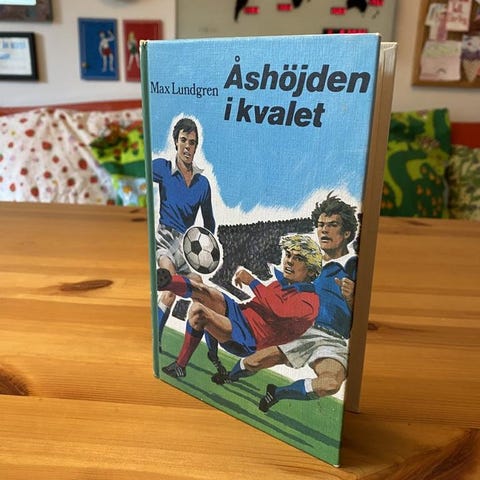 Max Lundgren
Åshöjden
i kvalet